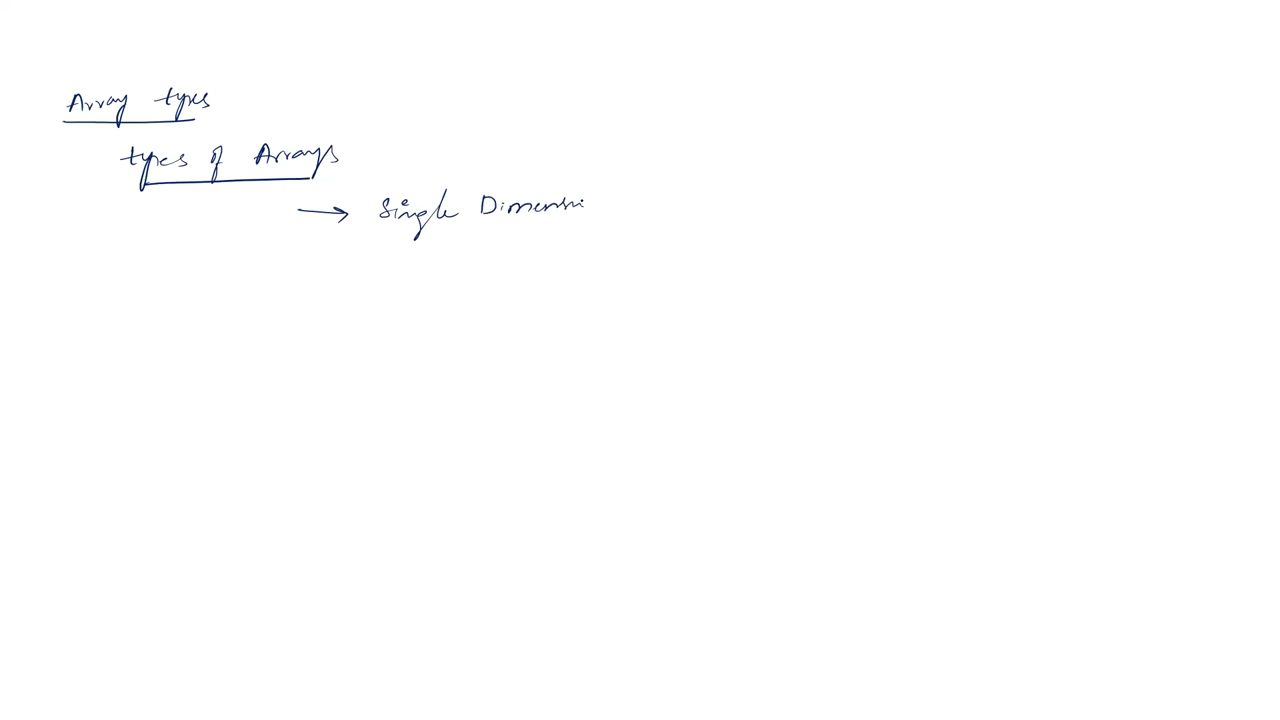 Array types
types of Arrays
→ Single Dimensi